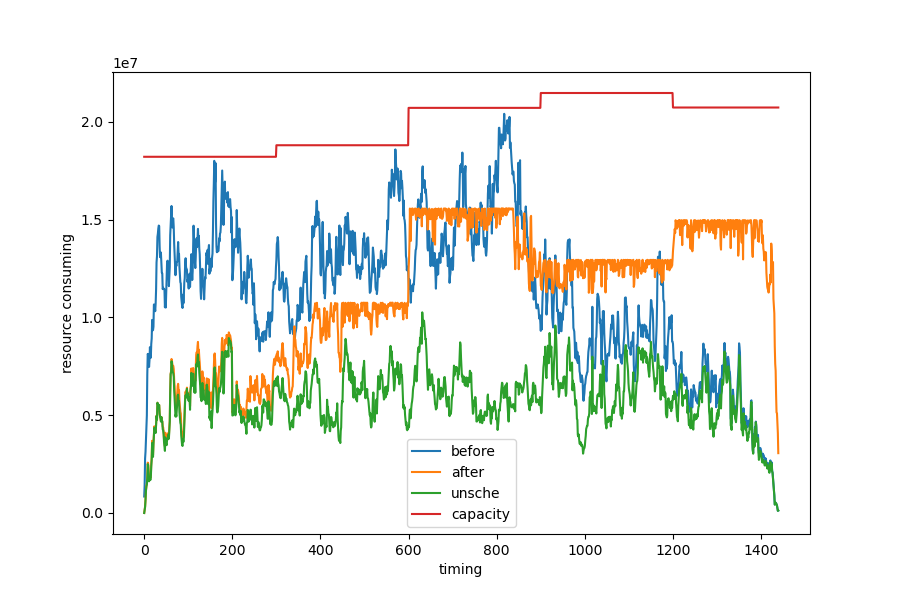 1e7
2.0
1.5
1.0
0.5
0.0
resource consuming
before
after
unsche
capacity
0 200 400 600 800 1000 1200 1400
timing